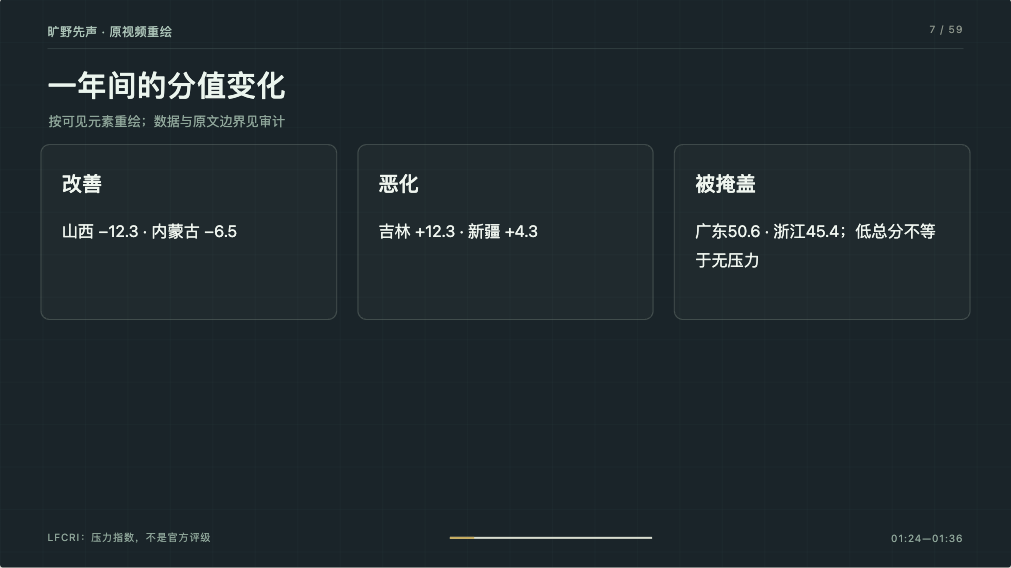 旷野先声 · 原视频重绘
7 / 59
一年间的分值变化
按可见元素重绘；数据与原文边界见审计
改善
山西 −12.3 · 内蒙古 −6.5
恶化
吉林 +12.3 · 新疆 +4.3
被掩盖
广东50.6 · 浙江45.4；低总分不等
于无压力
LFCRI：压力指数，不是官方评级
01:24—01:36